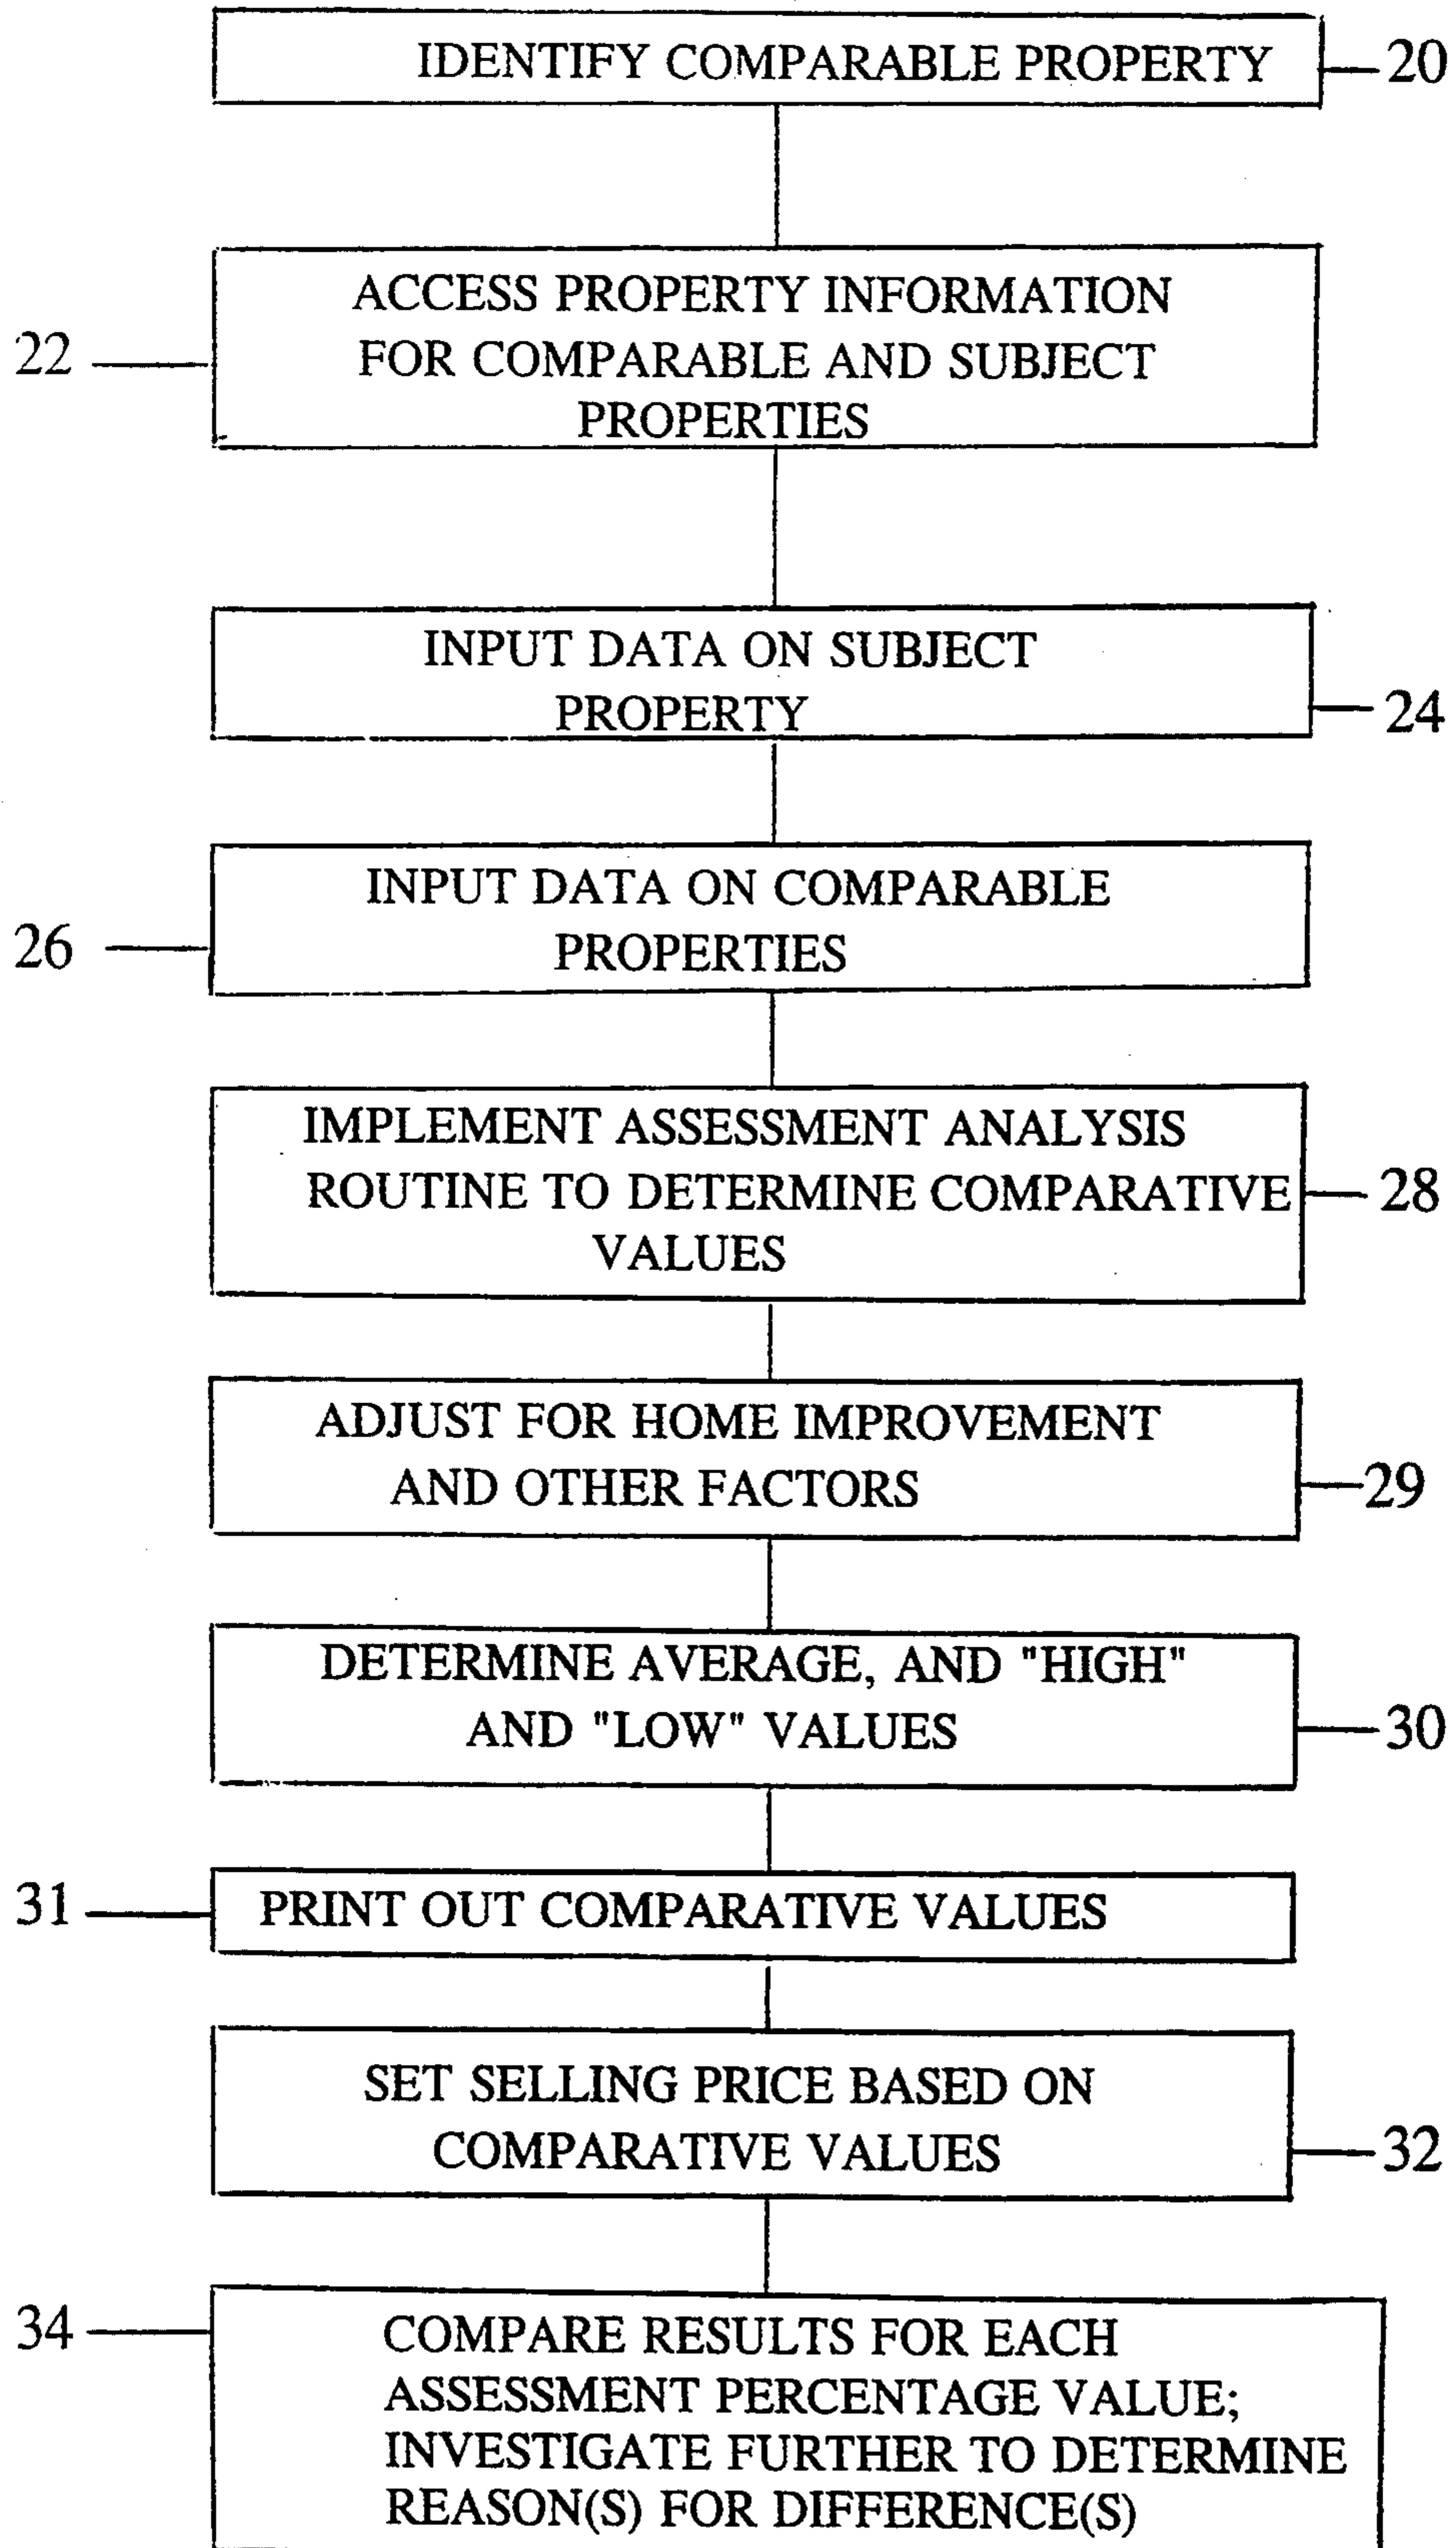 IDENTIFY COMPARABLE PROPERTY 20
ACCESS PROPERTY INFORMATION
22 FOR COMPARABLE AND SUBJECT
PROPERTIES
INPUT DATA ON SUBJECT
PROPERTY 24
INPUT DATA ON COMPARABLE
26 PROPERTIES
IMPLEMENT ASSESSMENT ANALYSIS
ROUTINE TO DETERMINE COMPARATIVE 28
VALUES
ADJUST FOR HOME IMPROVEMENT
AND OTHER FACTORS 29
DETERMINE AVERAGE, AND "HIGH"
AND "LOW" VALUES 30
31 PRINT OUT COMPARATIVE VALUES
SET SELLING PRICE BASED ON
COMPARATIVE VALUES 32
34 COMPARE RESULTS FOR EACH
ASSESSMENT PERCENTAGE VALUE;
INVESTIGATE FURTHER TO DETERMINE
REASON(S) FOR DIFFERENCE(S)